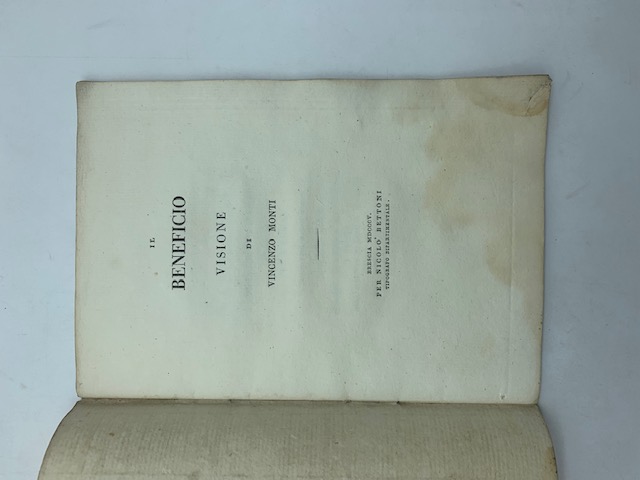 IL
BENEFICIO
VISIONE
DI
VINCENZO MONTI
BRESCIA MDCCCV.
PER NICOLÒ BETTONI
TIPOGRAFO DIPARTIMENTALE.